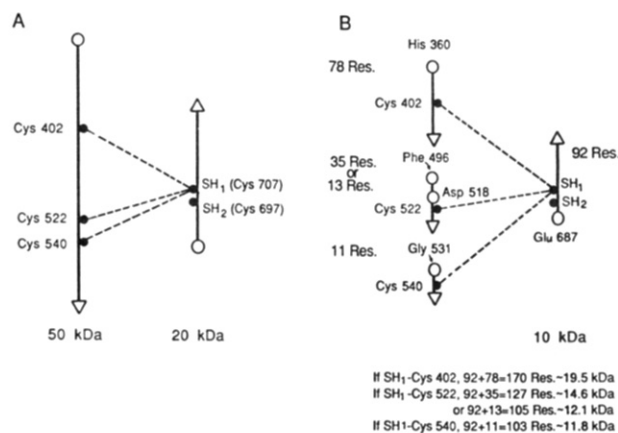 A
Cys 402
SH1 (Cys 707)
SH2 (Cys 697)
Cys 522
Cys 540
50 kDa
20 kDa
B
His 360
78 Res.
Cys 402
35 Res.
or
13 Res.
Phe 496
Asp 518
Cys 522
92 Res
SH1
SH2
Glu 687
11 Res.
Gly 531
Cys 540
10 kDa
If SH1-Cys 402, 92+78=170 Res.~19.5 kDa
If SH1-Cys 522, 92+35=127 Res.~14.6 kDa
or 92+13=105 Res.~12.1 kDa
If SH1-Cys 540, 92+11=103 Res.~11.8 kDa